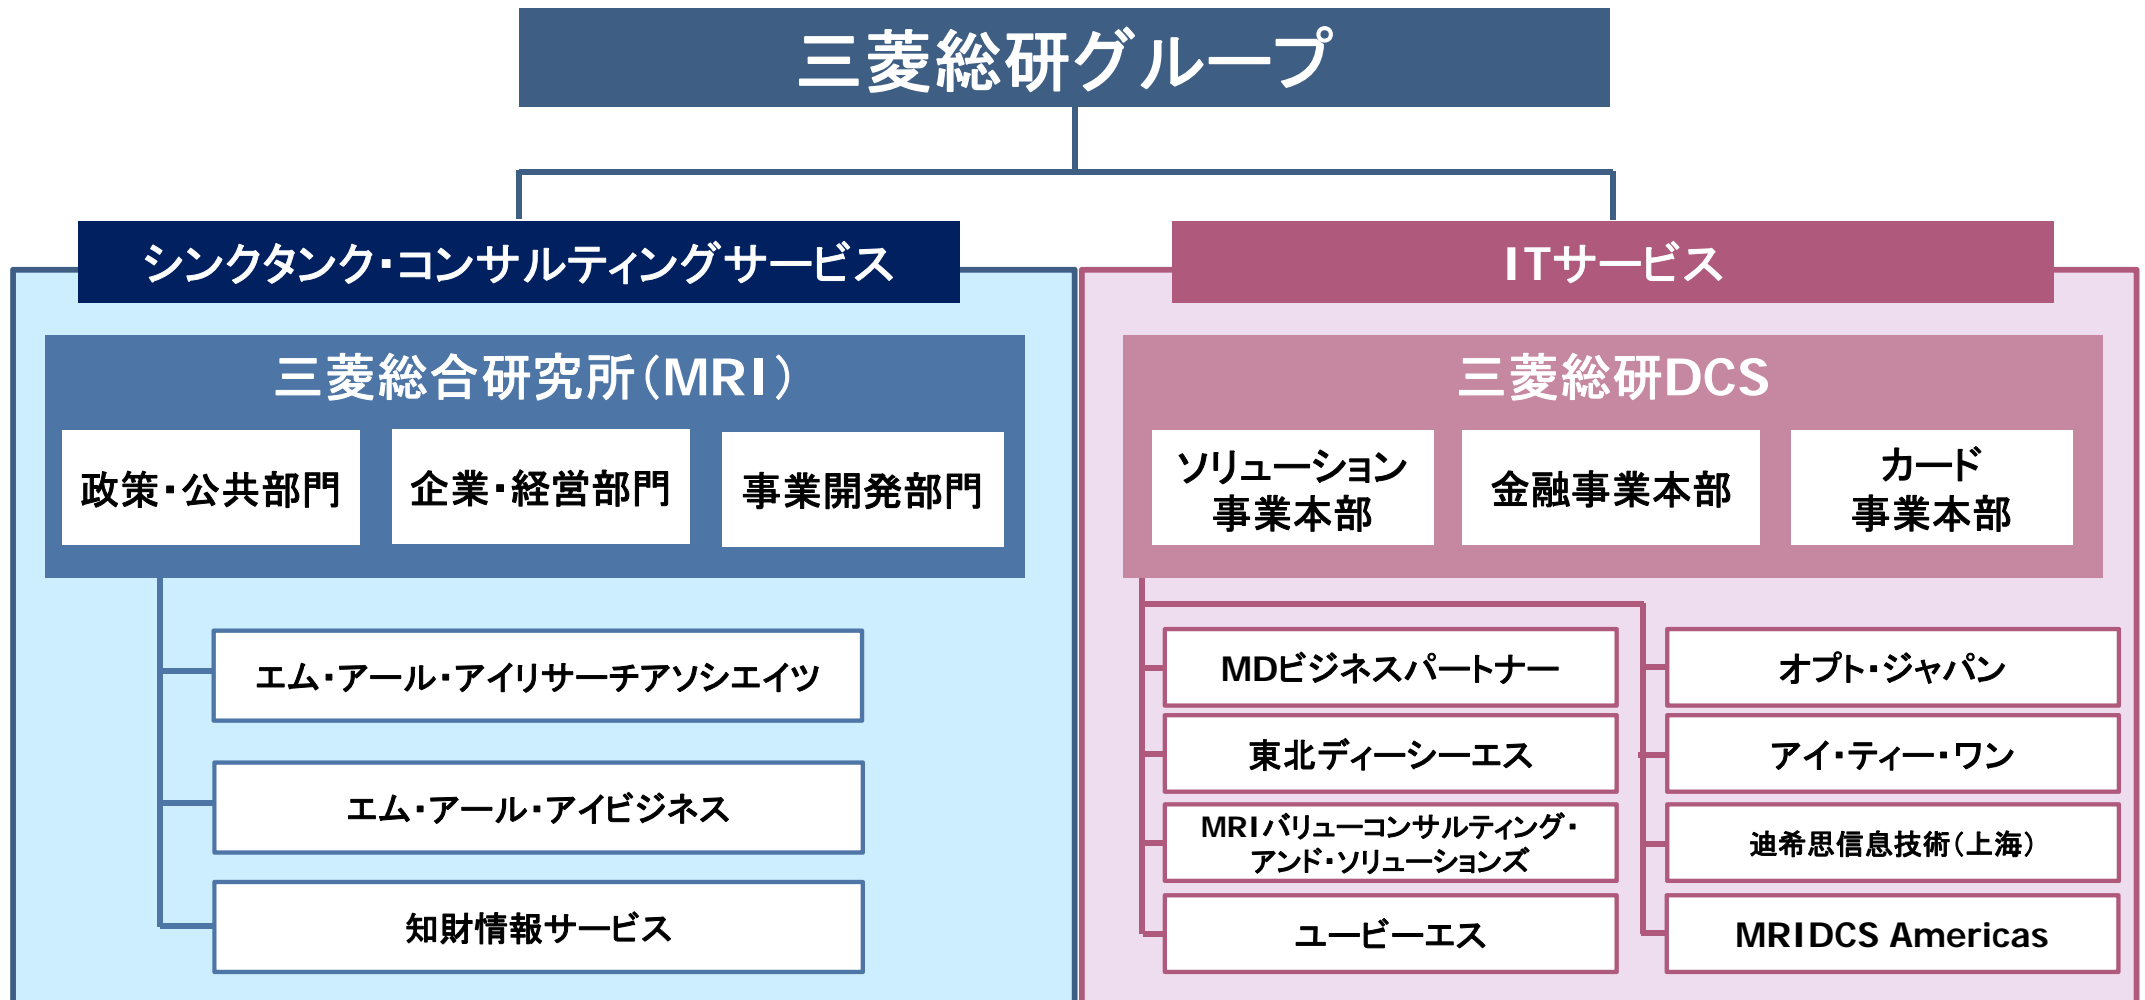 三菱総研グループ
シンクタンク・コンサルティングサービス
三菱総合研究所(MRI)
政策・公共部門
企業・経営部門
事業開発部門
エム・アール・アイリサーチアソシエイツ
エム・アール・アイビジネス
知財情報サービス
ITサービス
三菱総研DCS
ソリューション
事業本部
金融事業本部
カード
事業本部
MDビジネスパートナー
東北ディーシーエス
MRIバリューコンサルティング・
アンド・ソリューションズ
ユービーエス
オプト・ジャパン
アイ・ティー・ワン
迪希思信息技術(上海)
MRIDCS Americas